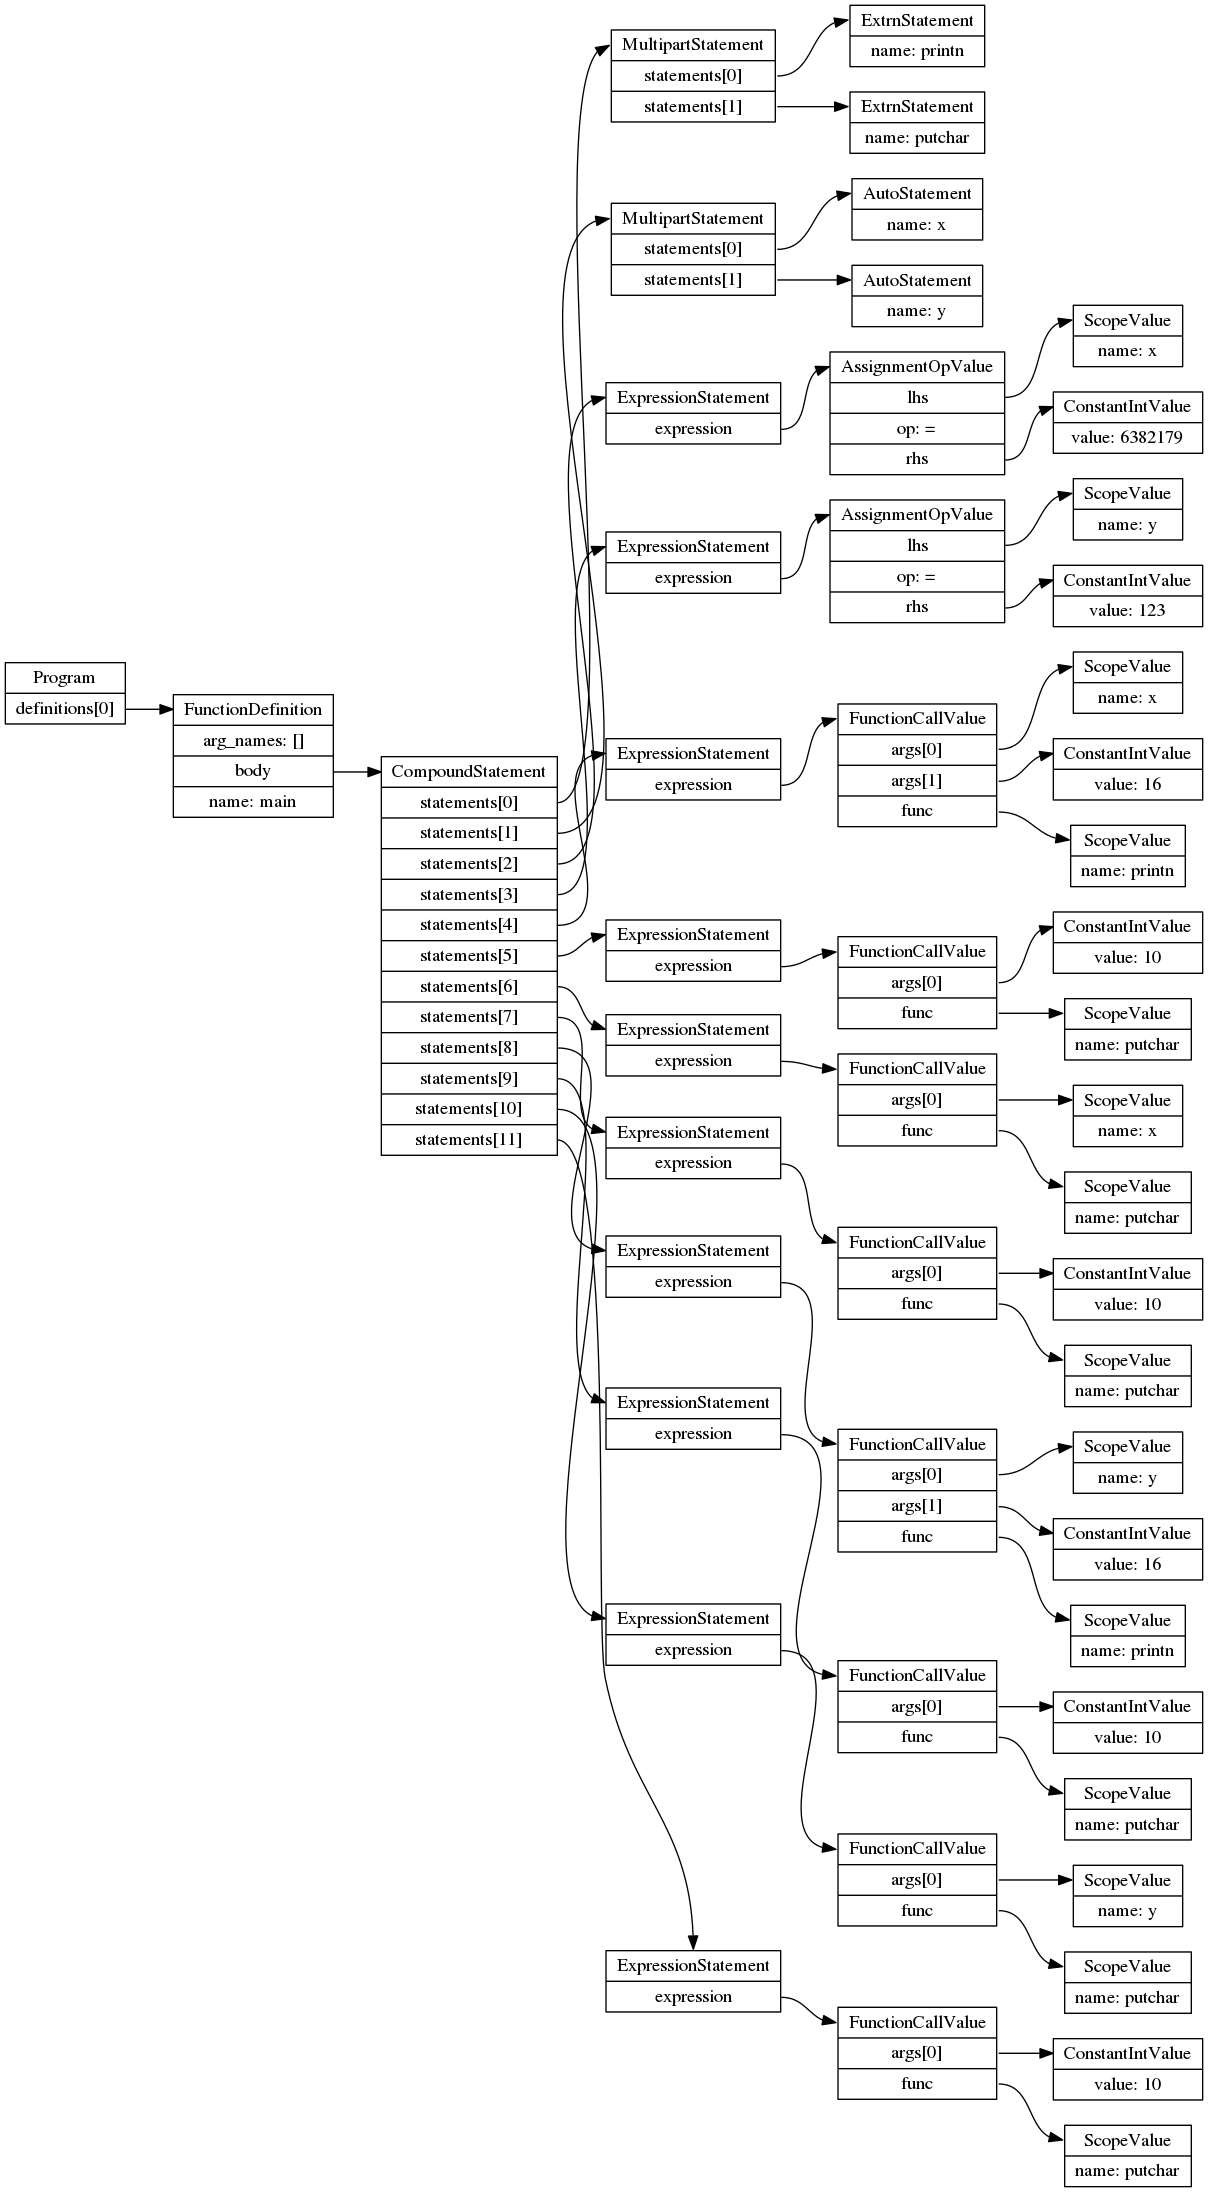 Program
definitions[0]
FunctionDefinition
arg_names: []
body
name: main
CompoundStatement
statements[0]
statements[1]
statements[2]
statements[3]
statements[4]
statements[5]
statements[6]
statements[7]
statements[8]
statements[9]
statements[10]
statements[11]
MultipartStatement
statements[0]
statements[1]
ExtrnStatement
name: printn
ExtrnStatement
name: putchar
MultipartStatement
statements[0]
statements[1]
AutoStatement
name: x
AutoStatement
name: y
ExpressionStatement
expression
AssignmentOpValue
lhs
op: =
rhs
ScopeValue
name: x
ConstantIntValue
value: 6382179
ExpressionStatement
expression
AssignmentOpValue
lhs
op: =
rhs
ScopeValue
name: y
ConstantIntValue
value: 123
ExpressionStatement
expression
FunctionCallValue
args[0]
args[1]
func
ScopeValue
name: x
ConstantIntValue
value: 16
ScopeValue
name: printn
ExpressionStatement
expression
FunctionCallValue
args[0]
func
ConstantIntValue
value: 10
ScopeValue
name: putchar
ExpressionStatement
expression
FunctionCallValue
args[0]
func
ScopeValue
name: x
ScopeValue
name: putchar
ExpressionStatement
expression
FunctionCallValue
args[0]
func
ConstantIntValue
value: 10
ScopeValue
name: putchar
ExpressionStatement
expression
FunctionCallValue
args[0]
args[1]
func
ScopeValue
name: y
ConstantIntValue
value: 16
ScopeValue
name: printn
ExpressionStatement
expression
FunctionCallValue
args[0]
func
ConstantIntValue
value: 10
ScopeValue
name: putchar
ExpressionStatement
expression
FunctionCallValue
args[0]
func
ScopeValue
name: y
ScopeValue
name: putchar
ExpressionStatement
expression
FunctionCallValue
args[0]
func
ConstantIntValue
value: 10
ScopeValue
name: putchar